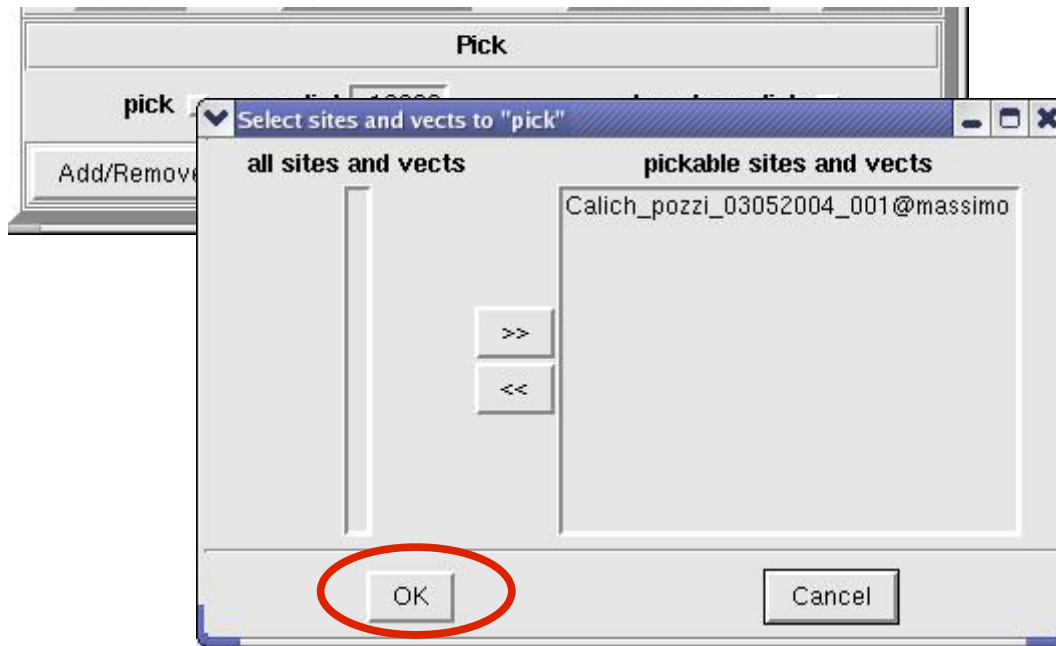 Pick
pick
Add/Remove
Select sites and vects to "pick"
all sites and vects
pickable sites and vects
Calich_pozzi_03052004_001@massimo
>>
<<
OK
Cancel